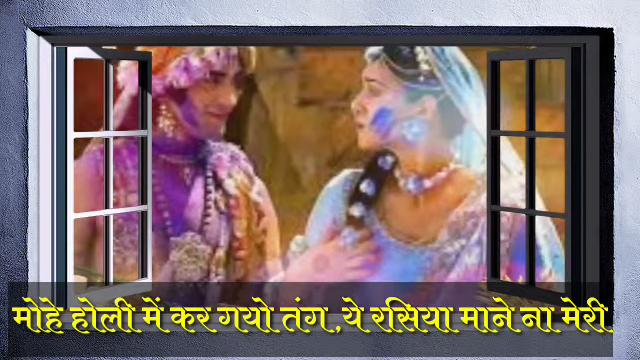 मोहे होली में कर गयो तंग ,ये रसिया माने ना मेरी